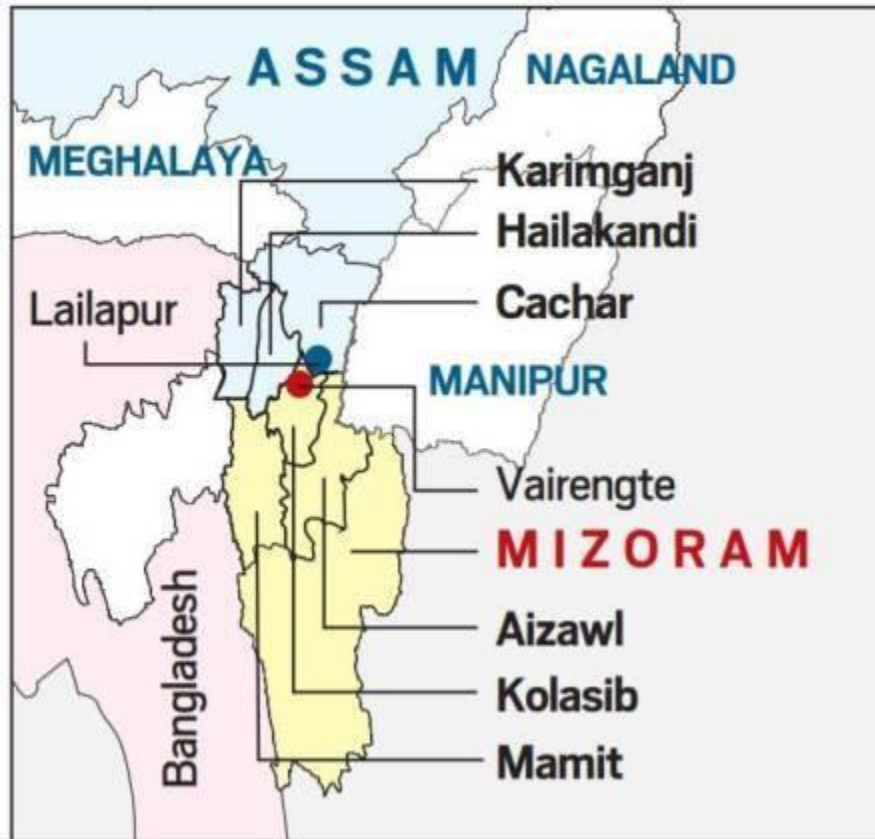 ASSAM
NAGALAND
MEGHALAYA
Karimganj
Hailakandi
Lailapur
Cachar
MANIPUR
Vairengte
MIZORAM
Bangladesh
Aizawl
Kolasib
Mamit